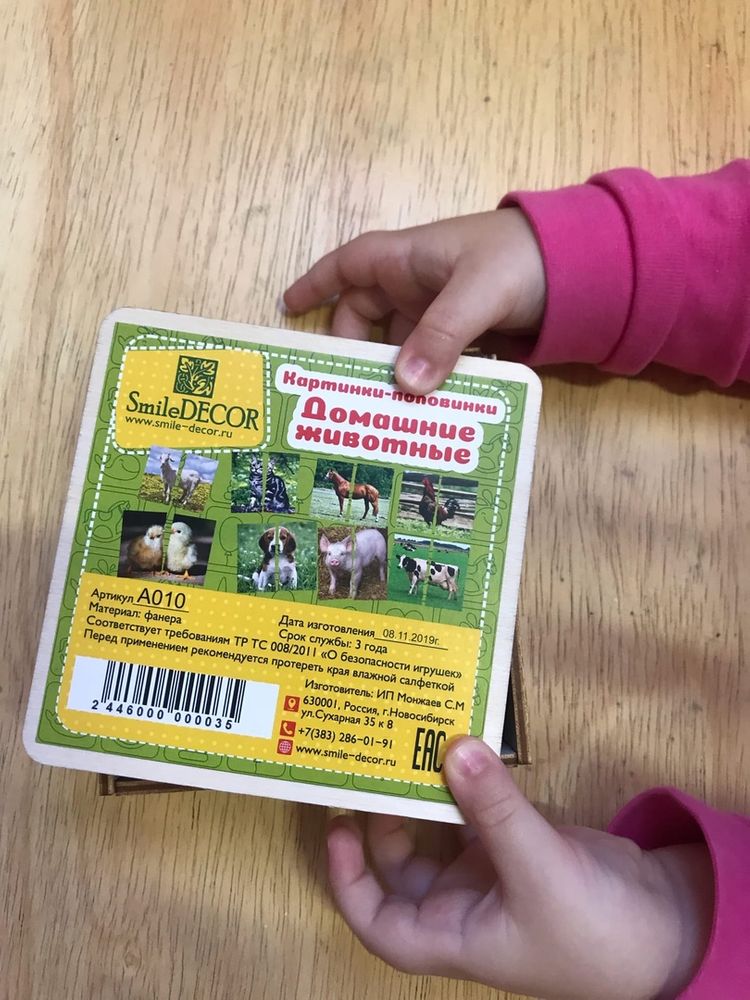 SmileDECOR
www.smile-decor.ru
Картинки-половинки
Домашние
животные
Артикул A010
Материал: фанера
Дата изготовления 08.11.2019г.
Срок службы: 3 года
Соответствует требованиям ТР ТС 008/2011 «О безопасности игрушек»
Перед применением рекомендуется протереть края влажной салфеткой
2 446000 000035
Изготовитель: ИП Монжаев С.М
630001, Россия, г.Новосибирск
ул.Сухарная 35 к 8
+7(383) 286-01-91
www.smile-decor.ru
EAC